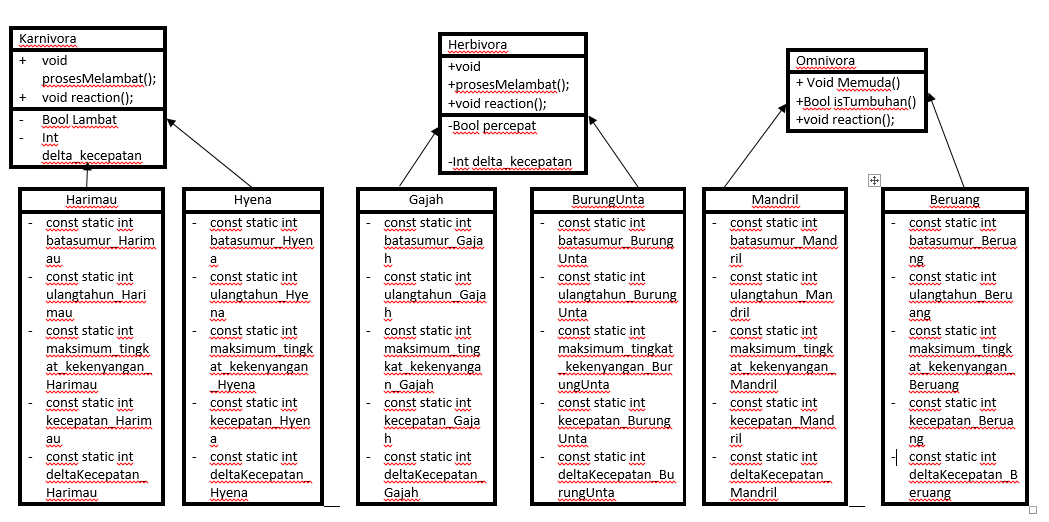 Karnivora
+ void
prosesMelambat();
+ void reaction();
- Bool Lambat
- Int
delta_kecepatan
Herbivora
+void
+prosesMelambat();
+void reaction();
-Bool percepat
-Int delta_kecepatan
Omnivora
+ Void Memuda()
+Bool isTumbuhan()
+void reaction();
Harimau
- const static int
batasumur_Harim
au
- const static int
ulangtahun_Hari
mau
- const static int
maksimum_tingk
at_kekenyangan_
Harimau
- const static int
kecepatan_Harim
au
- const static int
deltaKecepatan_
Harimau
Hyena
- const static int
batasumur_Hyen
a
- const static int
ulangtahun_Hye
na
- const static int
maksimum_tingk
at_kekenyangan
_Hyena
- const static int
kecepatan_Hyen
a
- const static int
deltaKecepatan_
Hyena
Gajah
- const static int
batasumur_Gaja
h
- const static int
ulangtahun_Gaja
h
- const static int
maksimum_ting
kat_kekenyanga
n_Gajah
- const static int
kecepatan_Gaja
h
- const static int
deltaKecepatan_
Gajah
BurungUnta
- const static int
batasumur_Burung
Unta
- const static int
ulangtahun_Burung
Unta
- const static int
maksimum_tingkat
_kekenyangan_Bur
ungUnta
- const static int
kecepatan_Burung
Unta
- const static int
deltaKecepatan_Bu
rungUnta
Mandril
- const static int
batasumur_Mand
ril
- const static int
ulangtahun_Man
dril
- const static int
maksimum_tingk
at_kekenyangan_
Mandril
- const static int
kecepatan_Mand
ril
- const static int
deltaKecepatan_
Mandril
Beruang
- const static int
batasumur_Berua
ng
- const static int
ulangtahun_Beru
ang
- const static int
maksimum_tingk
at_kekenyangan_
Beruang
- const static int
kecepatan_Berua
ng
- const static int
deltaKecepatan_B
eruang